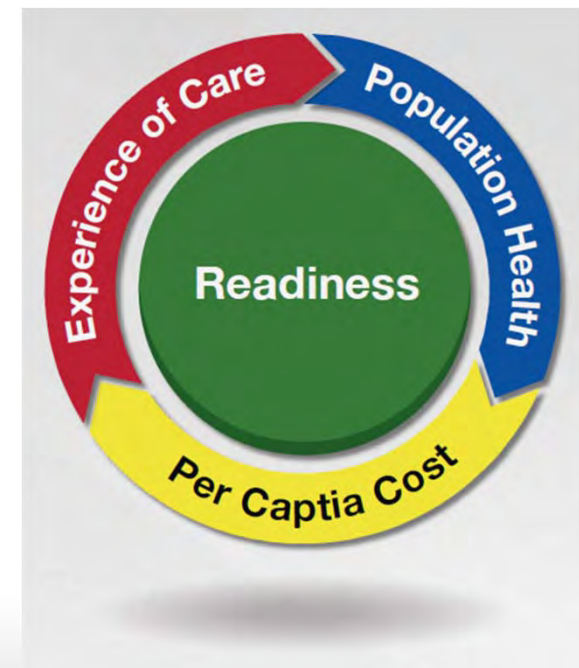 Experience of Care
Population Health
Readiness
Per Captia Cost